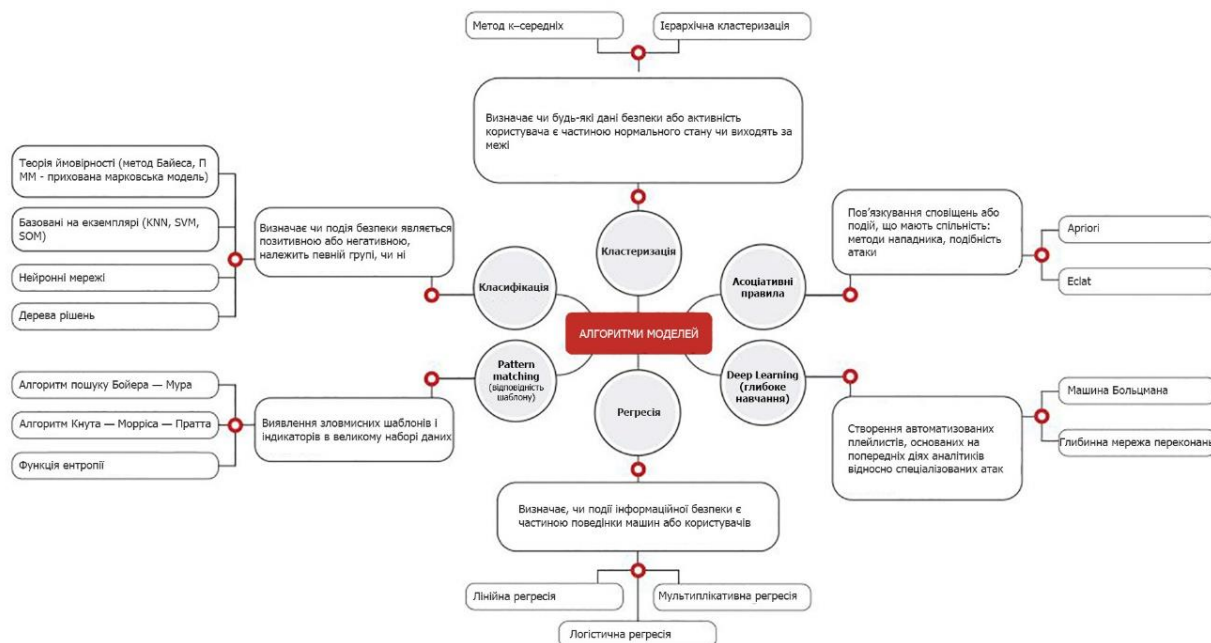 Метод к–середніх
Ієрархічна кластеризація
Визначає чи будь-які дані безпеки або активність
користувача є частиною нормального стану чи виходять за
межі
Теорія ймовірності (метод Байеса, П
ММ - прихована марковська модель)
Базовані на екземплярі (KNN, SVM,
SOM)
Нейронні мережі
Дерева рішень
Визначає чи подія безпеки являється
позитивною або негативною,
належить певній групі, чи ні
Класифікація
Кластеризація
Асоціативні
правила
Пов’язування сповіщень або
подій, що мають спільність:
методи нападника, подібність
атаки
Apriori
Eclat
АЛГОРИТМИ МОДЕЛЕЙ
Алгоритм пошуку Бойера — Мура
Алгоритм Кнута — Морріса — Пратта
Функція ентропії
Виявлення зловмисних шаблонів і
індикаторів в великому наборі даних
Pattern
matching
(відповідність
шаблону)
Регресія
Deep Learning
(глибоке
навчання)
Створення автоматизованих
плейлистів, основаних на
попередніх діях аналітиків
відносно спеціалізованих атак
Машина Больцмана
Глибинна мережа переконань
Визначає, чи події інформаційної безпеки є
частиною поведінки машин або користувачів
Лінійна регресія
Мультиплікативна регресія
Логістична регресія